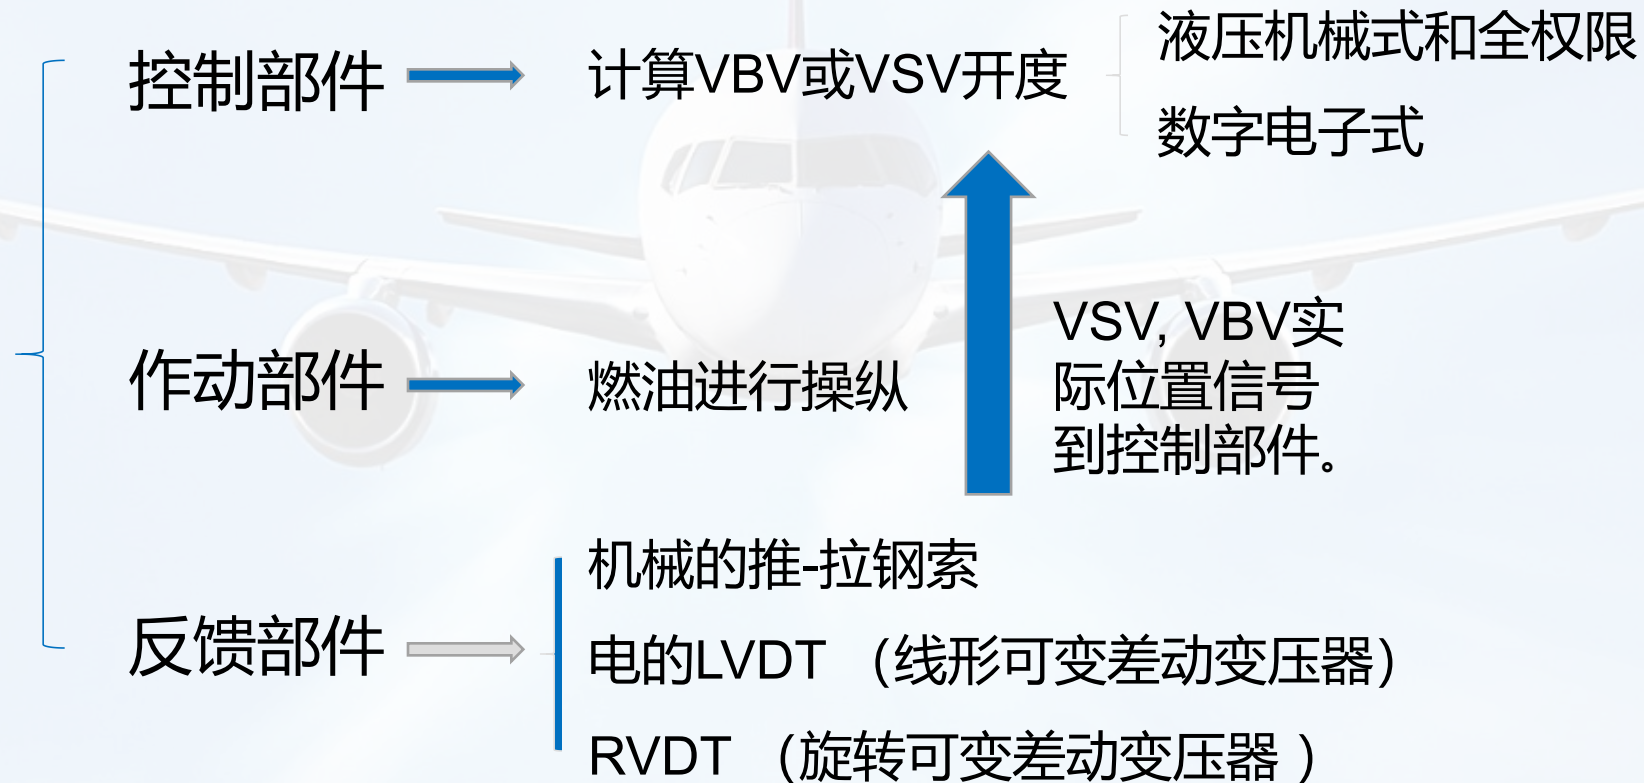 液压机械式和全权限
控制部件
计算VBV或VSV开度
数字电子式
VSV, VBV实
际位置信号
到控制部件。
作动部件
燃油进行操纵
机械的推-拉钢索
反馈部件
电的LVDT （线形可变差动变压器）
RVDT （旋转可变差动变压器 ）